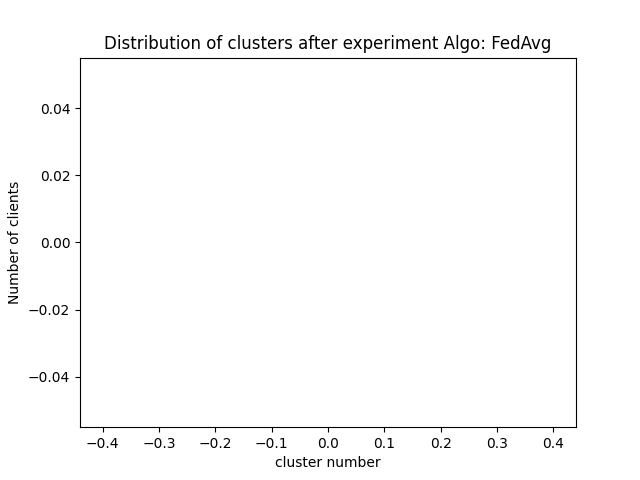 Distribution of clusters after experiment Algo: FedAvg
0.04
0.02
0.00
−0.02
−0.04
Number of clients
−0.4 −0.3 −0.2 −0.1 0.0 0.1 0.2 0.3 0.4
cluster number